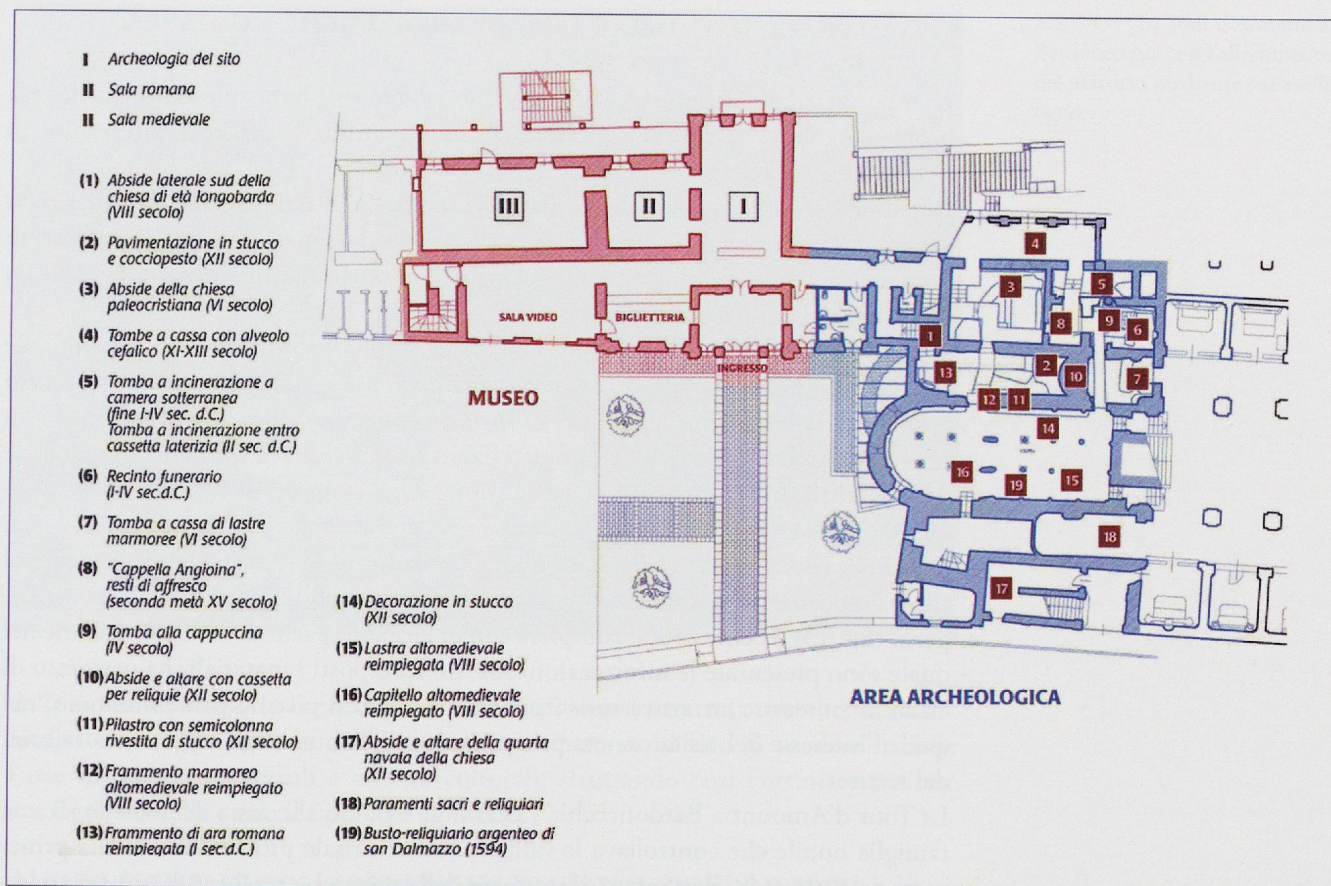 I Archeologia del sito
II Sala romana
II Sala medievale
(1) Abside laterale sud della
chiesa di età longobarda
(VIII secolo)
(2) Pavimentazione in stucco
e cocciopesto (XII secolo)
(3) Abside della chiesa
paleocristiana (VI secolo)
(4) Tombe a cassa con alveolo
cefalico (XI-XIII secolo)
(5) Tomba a incinerazione a
camera sotterranea
(fine I-IV sec. d.C.)
Tomba a incinerazione entro
cassetta laterizia (II sec. d.C.)
(6) Recinto funerario
(I-IV sec.d.C.)
(7) Tomba a cassa di lastre
marmoree (VI secolo)
(8) "Cappella Angioina",
resti di affresco
(seconda metà XV secolo)
(9) Tomba alla cappuccina
(IV secolo)
(10) Abside e altare con cassetta
per reliquie (XII secolo)
(11) Pilastro con semicolonna
rivestita di stucco (XII secolo)
(12) Frammento marmoreo
altomedievale reimpiegato
(VIII secolo)
(13) Frammento di ara romana
reimpiegata (I sec.d.C.)
(14) Decorazione in stucco
(XII secolo)
(15) Lastra altomedievale
reimpiegata (VIII secolo)
(16) Capitello altomedievale
reimpiegato (VIII secolo)
(17) Abside e altare della quarta
navata della chiesa
(XII secolo)
(18) Paramenti sacri e reliquiari
(19) Busto-reliquiario argenteo di
san Dalmazzo (1594)
III
II
I
SALA VIDEO
BIGLIETTERIA
INGRESSO
MUSEO
4
3
5
8
9
6
1
13
2
10
7
12
11
14
16
19
15
18
17
AREA ARCHEOLOGICA